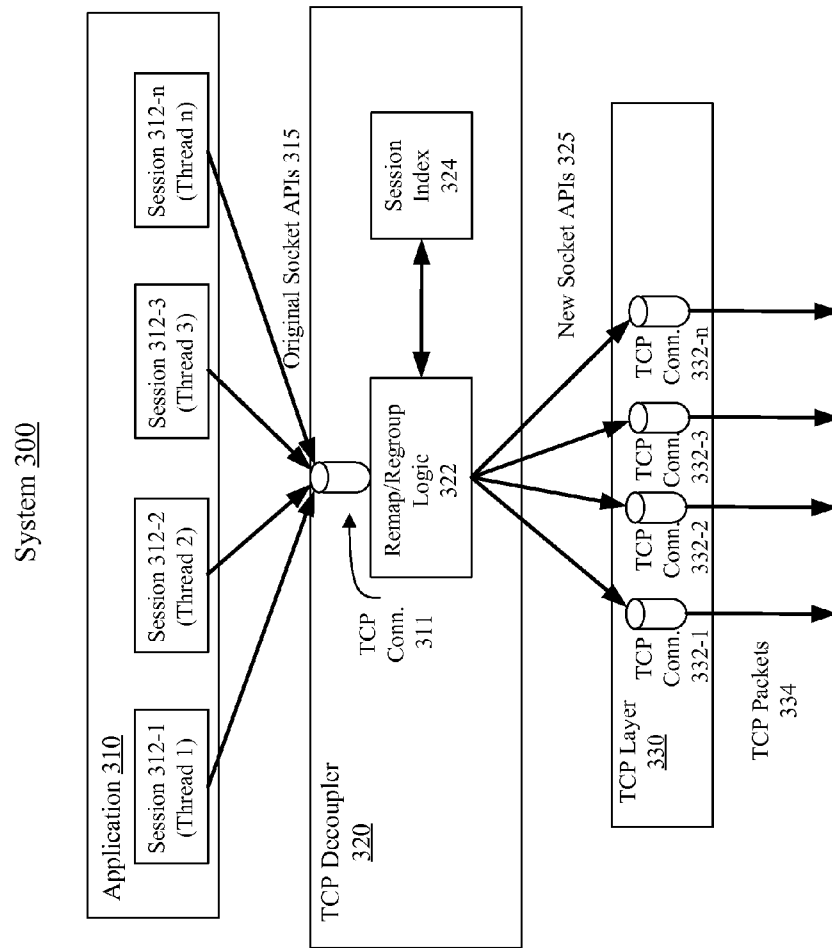 System 300
Application 310
Session 312-1
(Thread 1)
Session 312-2
(Thread 2)
Session 312-3
(Thread 3)
Session 312-n
(Thread n)
Original Socket APIs 315
TCP Decoupler
320
TCP
Conn.
311
Remap/Regroup
Logic
322
Session
Index
324
New Socket APIs 325
TCP Layer
330
TCP
Conn.
332-1
TCP
Conn.
332-2
TCP
Conn.
332-3
TCP
Conn.
332-n
TCP Packets
334